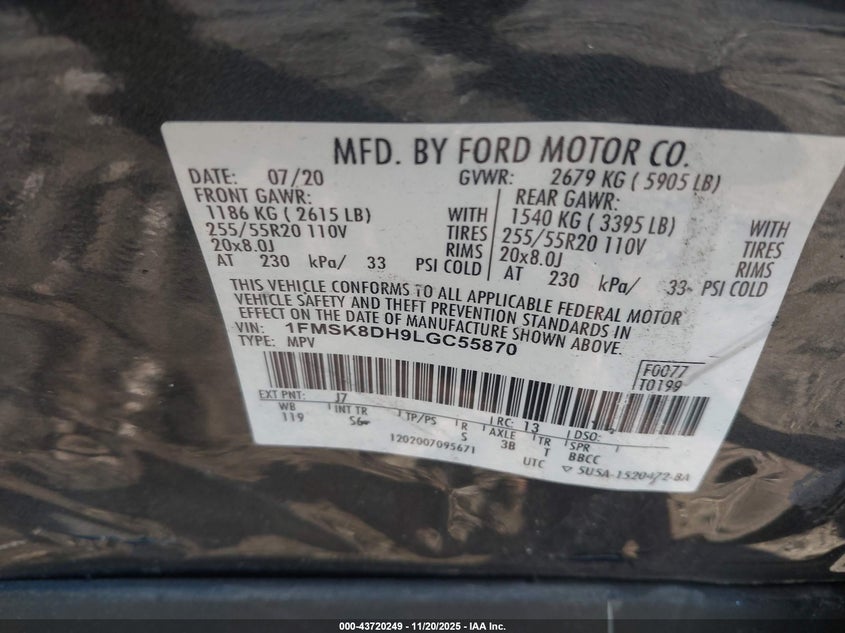 MFD. BY FORD MOTOR CO.
DATE: 07/20 GVWR: 2679 KG ( 5905 LB)
FRONT GAWR: REAR GAWR:
1186 KG ( 2615 LB) WITH 1540 KG ( 3395 LB) WITH
255/55R20 110V TIRES 255/55R20 110V TIRES
20x8.0J RIMS 20x8.0J RIMS
AT 230 kPa/ 33 PSI COLD AT 230 kPa/ 33 PSI COLD
THIS VEHICLE CONFORMS TO ALL APPLICABLE FEDERAL MOTOR
VEHICLE SAFETY AND THEFT PREVENTION STANDARDS IN
EFFECT ON THE DATE OF MANUFACTURE SHOWN ABOVE.
VIN: 1FMSK8DH9LGC55870
TYPE: MPV
F0077
T0199
EXT PNT: J7 RC: 13 DSO:
WB INT TR TP/PS R AXLE TR SPR
119 S6 S 3B T BBCC
1202007095671 UTC
000-43720249 - 11/20/2025 - IAA Inc.